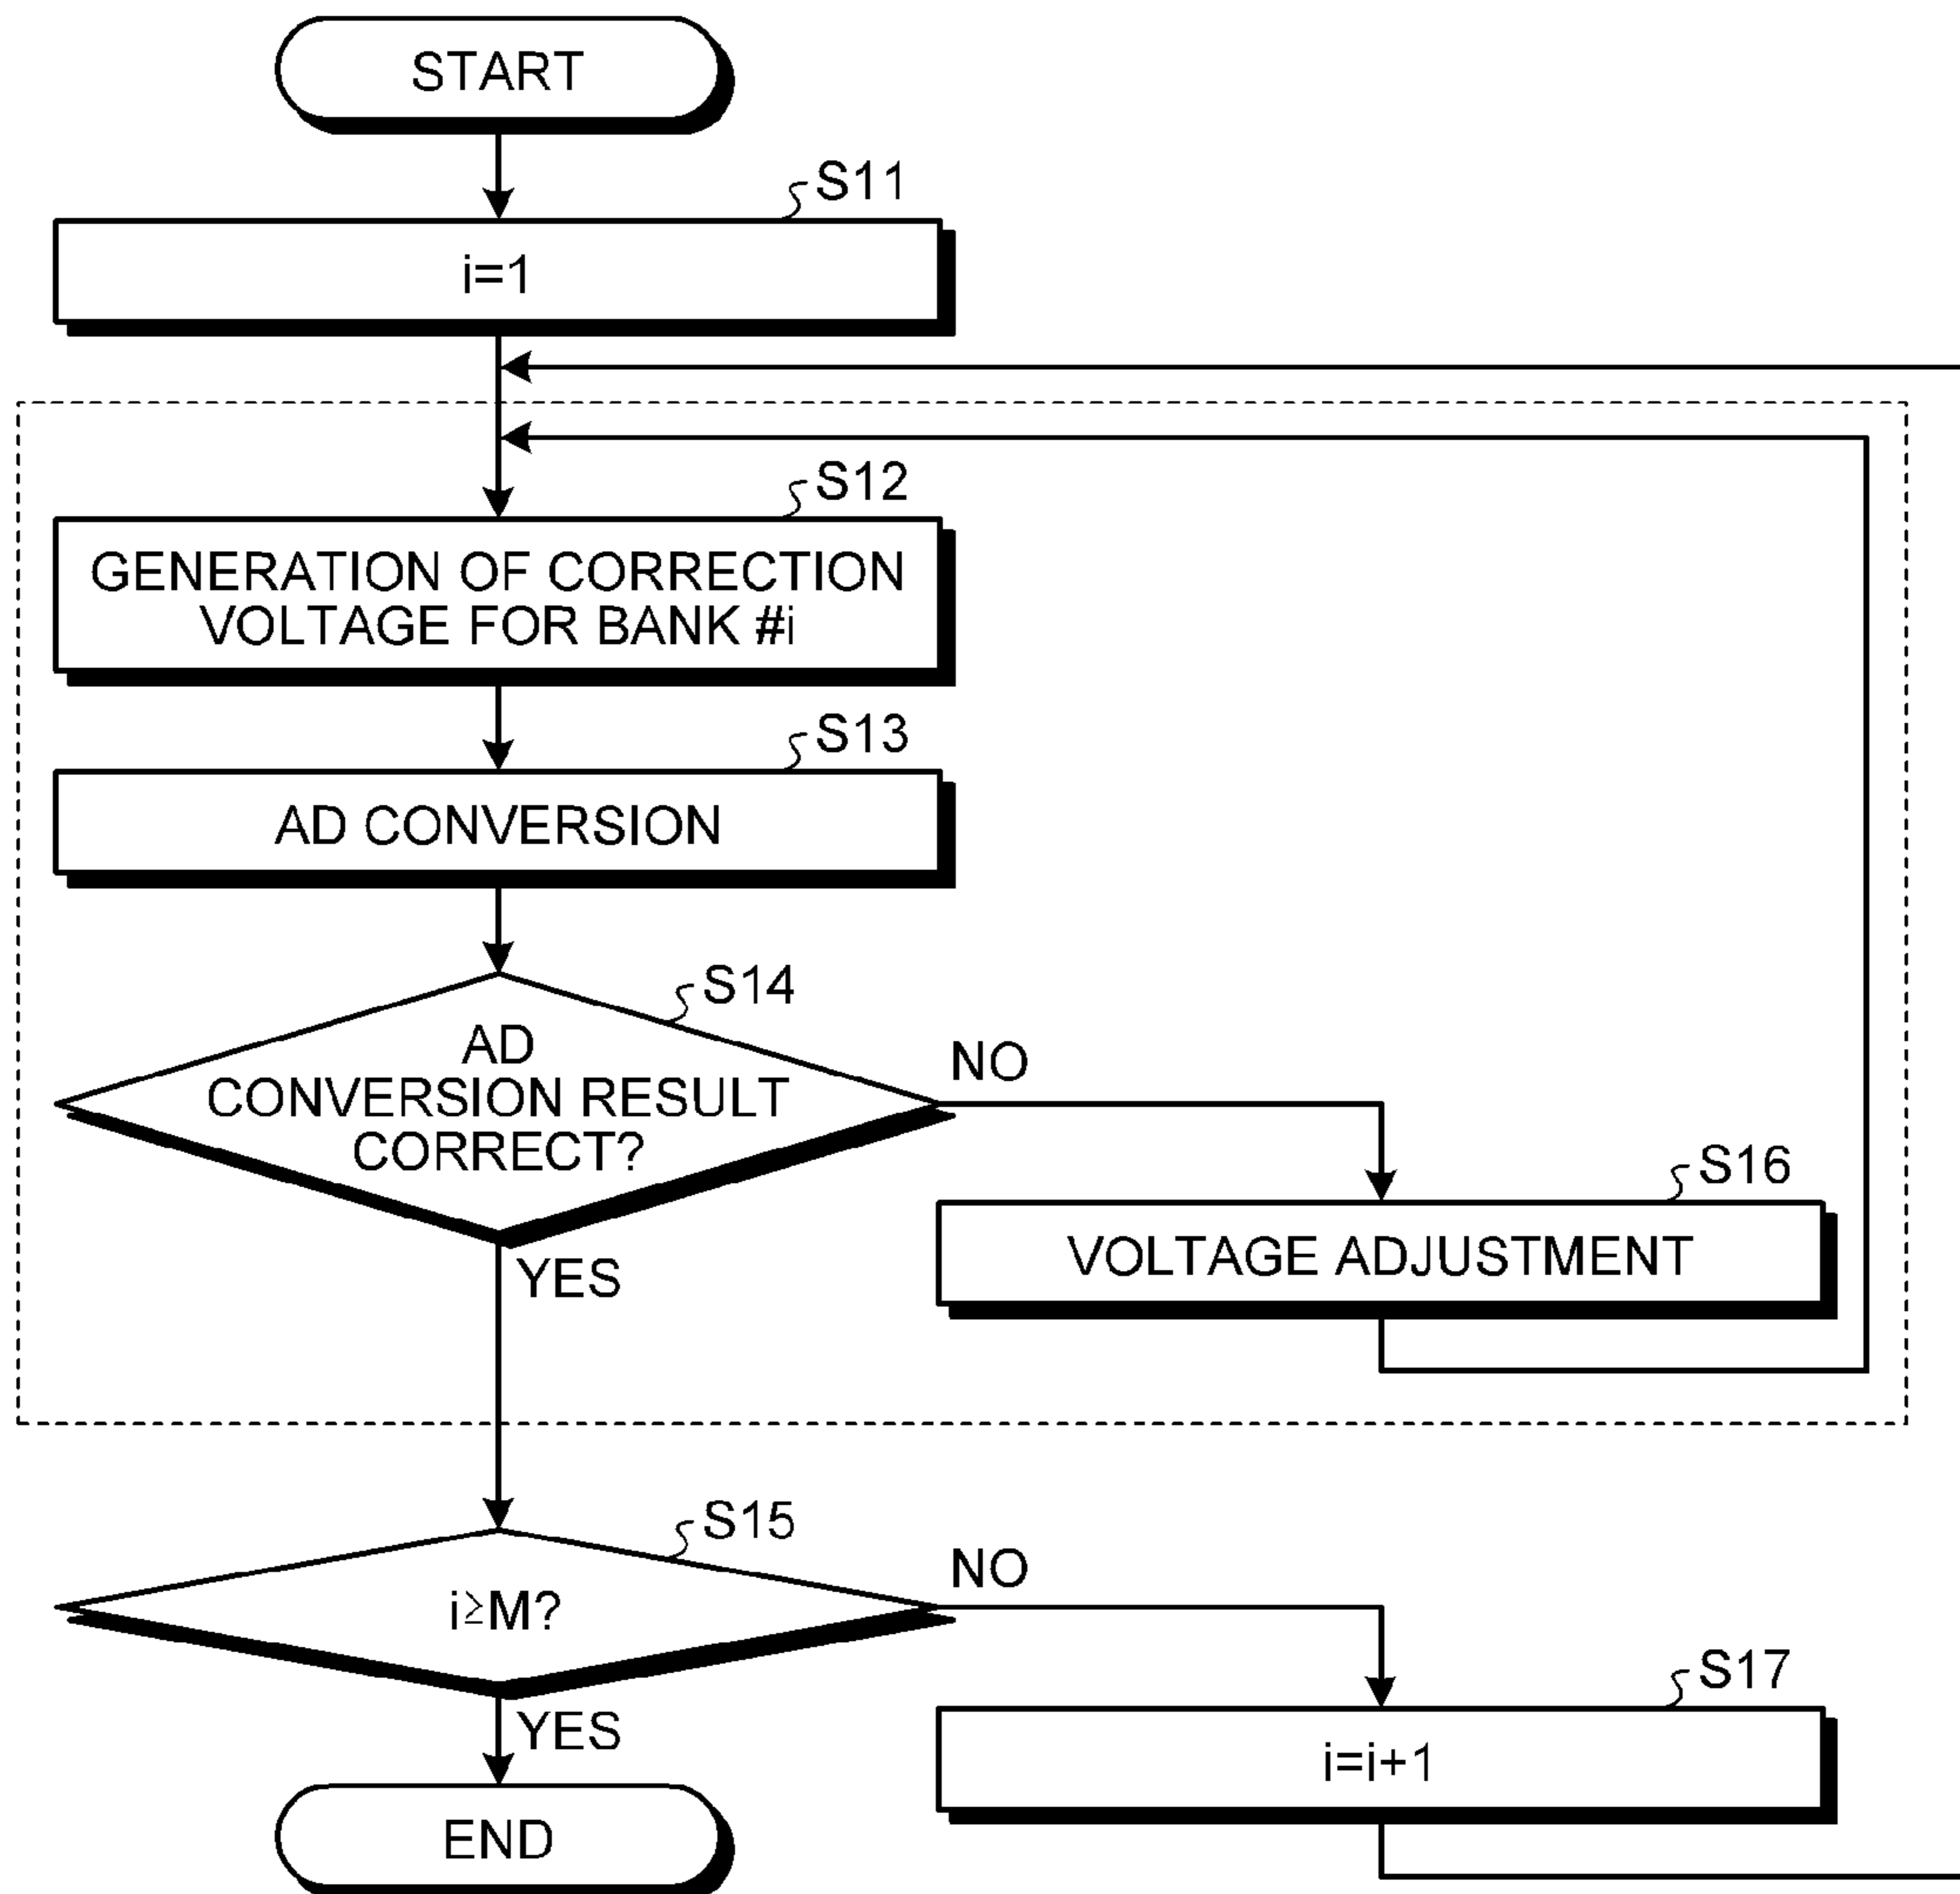 START
S11
i=1
S12
GENERATION OF CORRECTION
VOLTAGE FOR BANK #i
S13
AD CONVERSION
S14
AD
CONVERSION RESULT
CORRECT?
NO
YES
S16
VOLTAGE ADJUSTMENT
S15
i≥M?
NO
YES
S17
i=i+1
END